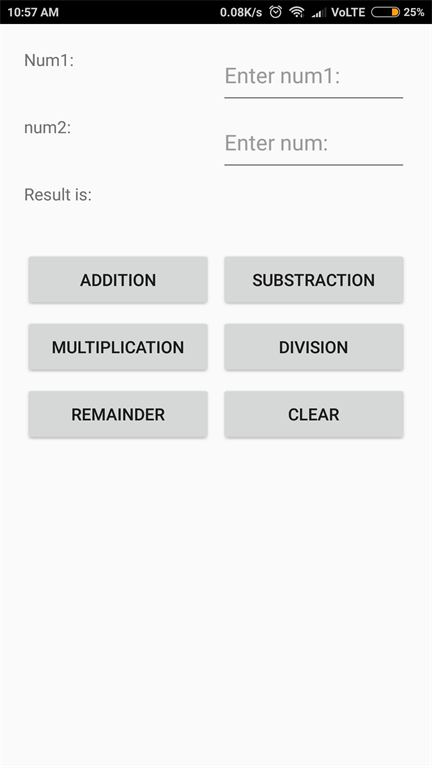 10:57 AM 0.08K/s VoLTE 25%
Num1: Enter num1:
num2: Enter num:
Result is:
ADDITION SUBSTRACTION
MULTIPLICATION DIVISION
REMAINDER CLEAR